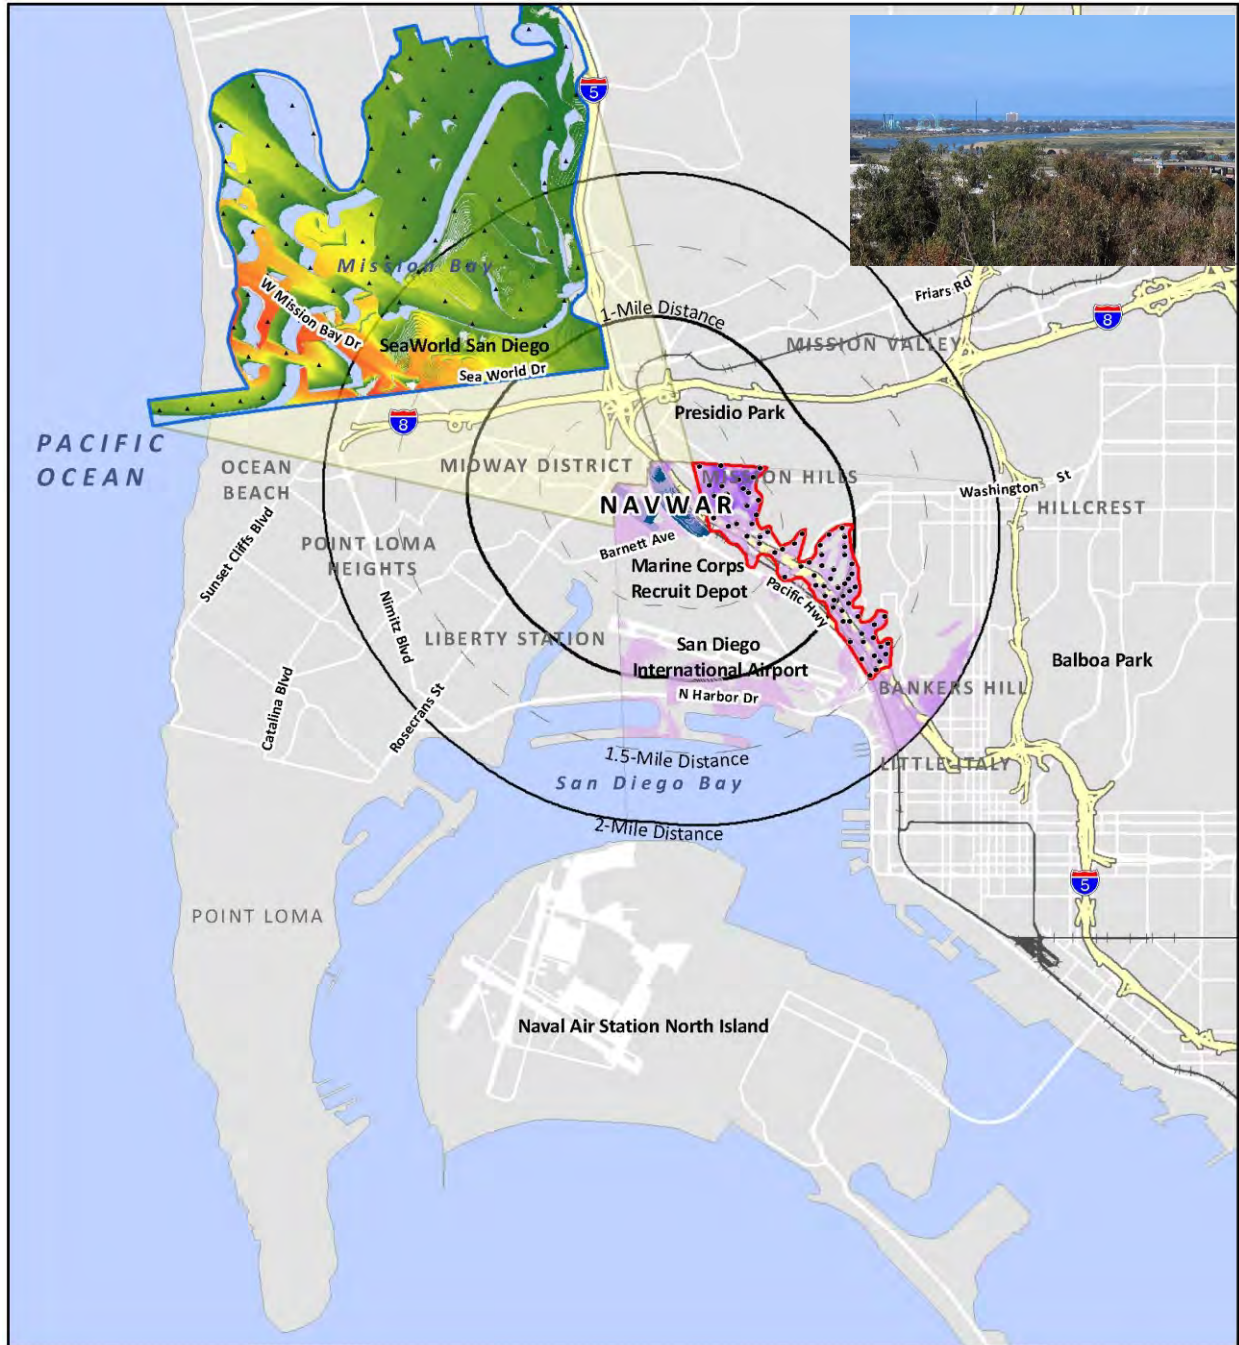 5
1-Mile Distance
Friars Rd
8
Mission Bay
W Mission Bay Dr
SeaWorld San Diego
MISSION VALLEY
Sea World Dr
Presidio Park
8
PACIFIC
OCEAN
OCEAN
BEACH
MIDWAY DISTRICT
MISSION HILLS
Washington St
HILLCREST
NAVWAR
Sunset Cliffs Blvd
POINT LOMA
HEIGHTS
Barnett Ave
Marine Corps
Recruit Depot
Pacific Hwy
Nimitz Blvd
LIBERTY STATION
San Diego
International Airport
Balboa Park
Catalina Blvd
Rosecrans St
N Harbor Dr
BANKERS HILL
1.5-Mile Distance
LITTLE ITALY
San Diego Bay
2-Mile Distance
5
POINT LOMA
Naval Air Station North Island